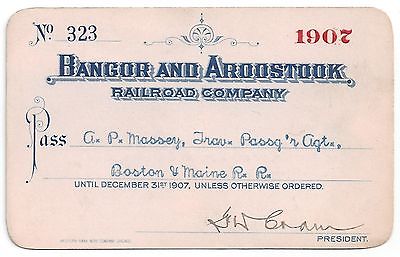 No 323
1907
BANGOR AND AROOSTOOK
RAILROAD COMPANY
Pass A. P. Massey, Trav. Passg'r Agt.,
Boston & Maine R. R.
UNTIL DECEMBER 31ST 1907, UNLESS OTHERWISE ORDERED.
PRESIDENT.